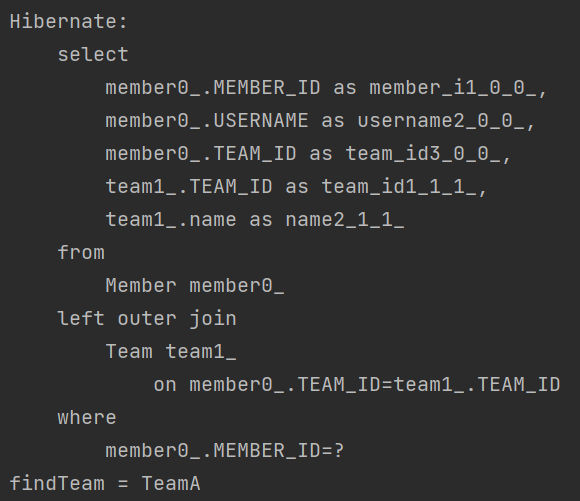 Hibernate:
    select
        member0_.MEMBER_ID as member_i1_0_0_,
        member0_.USERNAME as username2_0_0_,
        member0_.TEAM_ID as team_id3_0_0_,
        team1_.TEAM_ID as team_id1_1_1_,
        team1_.name as name2_1_1_
    from
        Member member0_
    left outer join
        Team team1_
            on member0_.TEAM_ID=team1_.TEAM_ID
    where
        member0_.MEMBER_ID=?
findTeam = TeamA